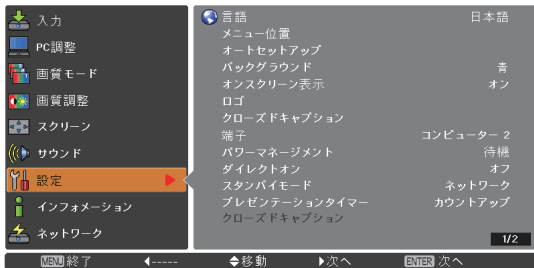 入力
PC調整
画質モード
画質調整
スクリーン
サウンド
設定
インフォメーション
ネットワーク
言語 日本語
メニュー位置
オートセットアップ
バックグラウンド 青
オンスクリーン表示 オン
ロゴ
クローズドキャプション
端子 コンピューター 2
パワーマネージメント 待機
ダイレクトオン オフ
スタンバイモード ネットワーク
プレゼンテーションタイマー カウントアップ
クローズドキャプション
1/2
MENU 終了 ----- 移動 次へ ENTER 次へ